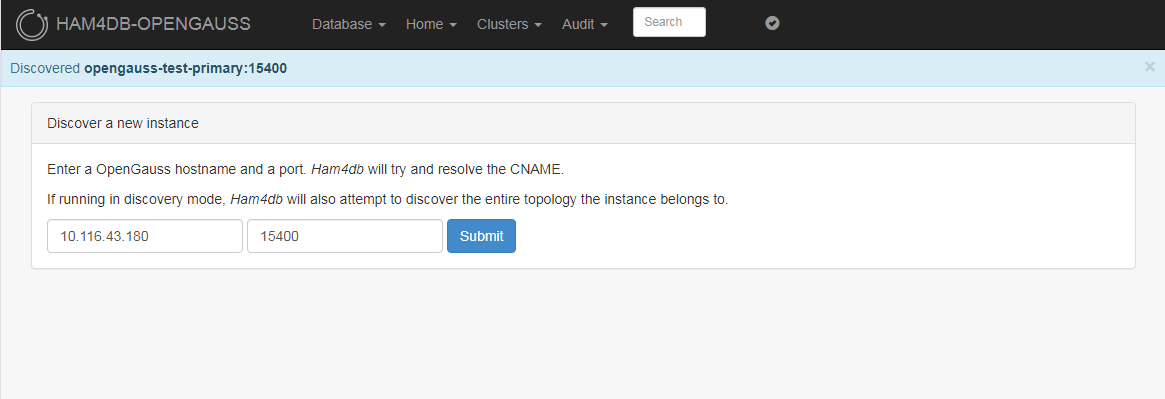 HAM4DB-OPENGAUSS Database Home Clusters Audit Search
Discovered opengauss-test-primary:15400 ×
Discover a new instance
Enter a OpenGauss hostname and a port. Ham4db will try and resolve the CNAME.
If running in discovery mode, Ham4db will also attempt to discover the entire topology the instance belongs to.
10.116.43.180 15400 Submit